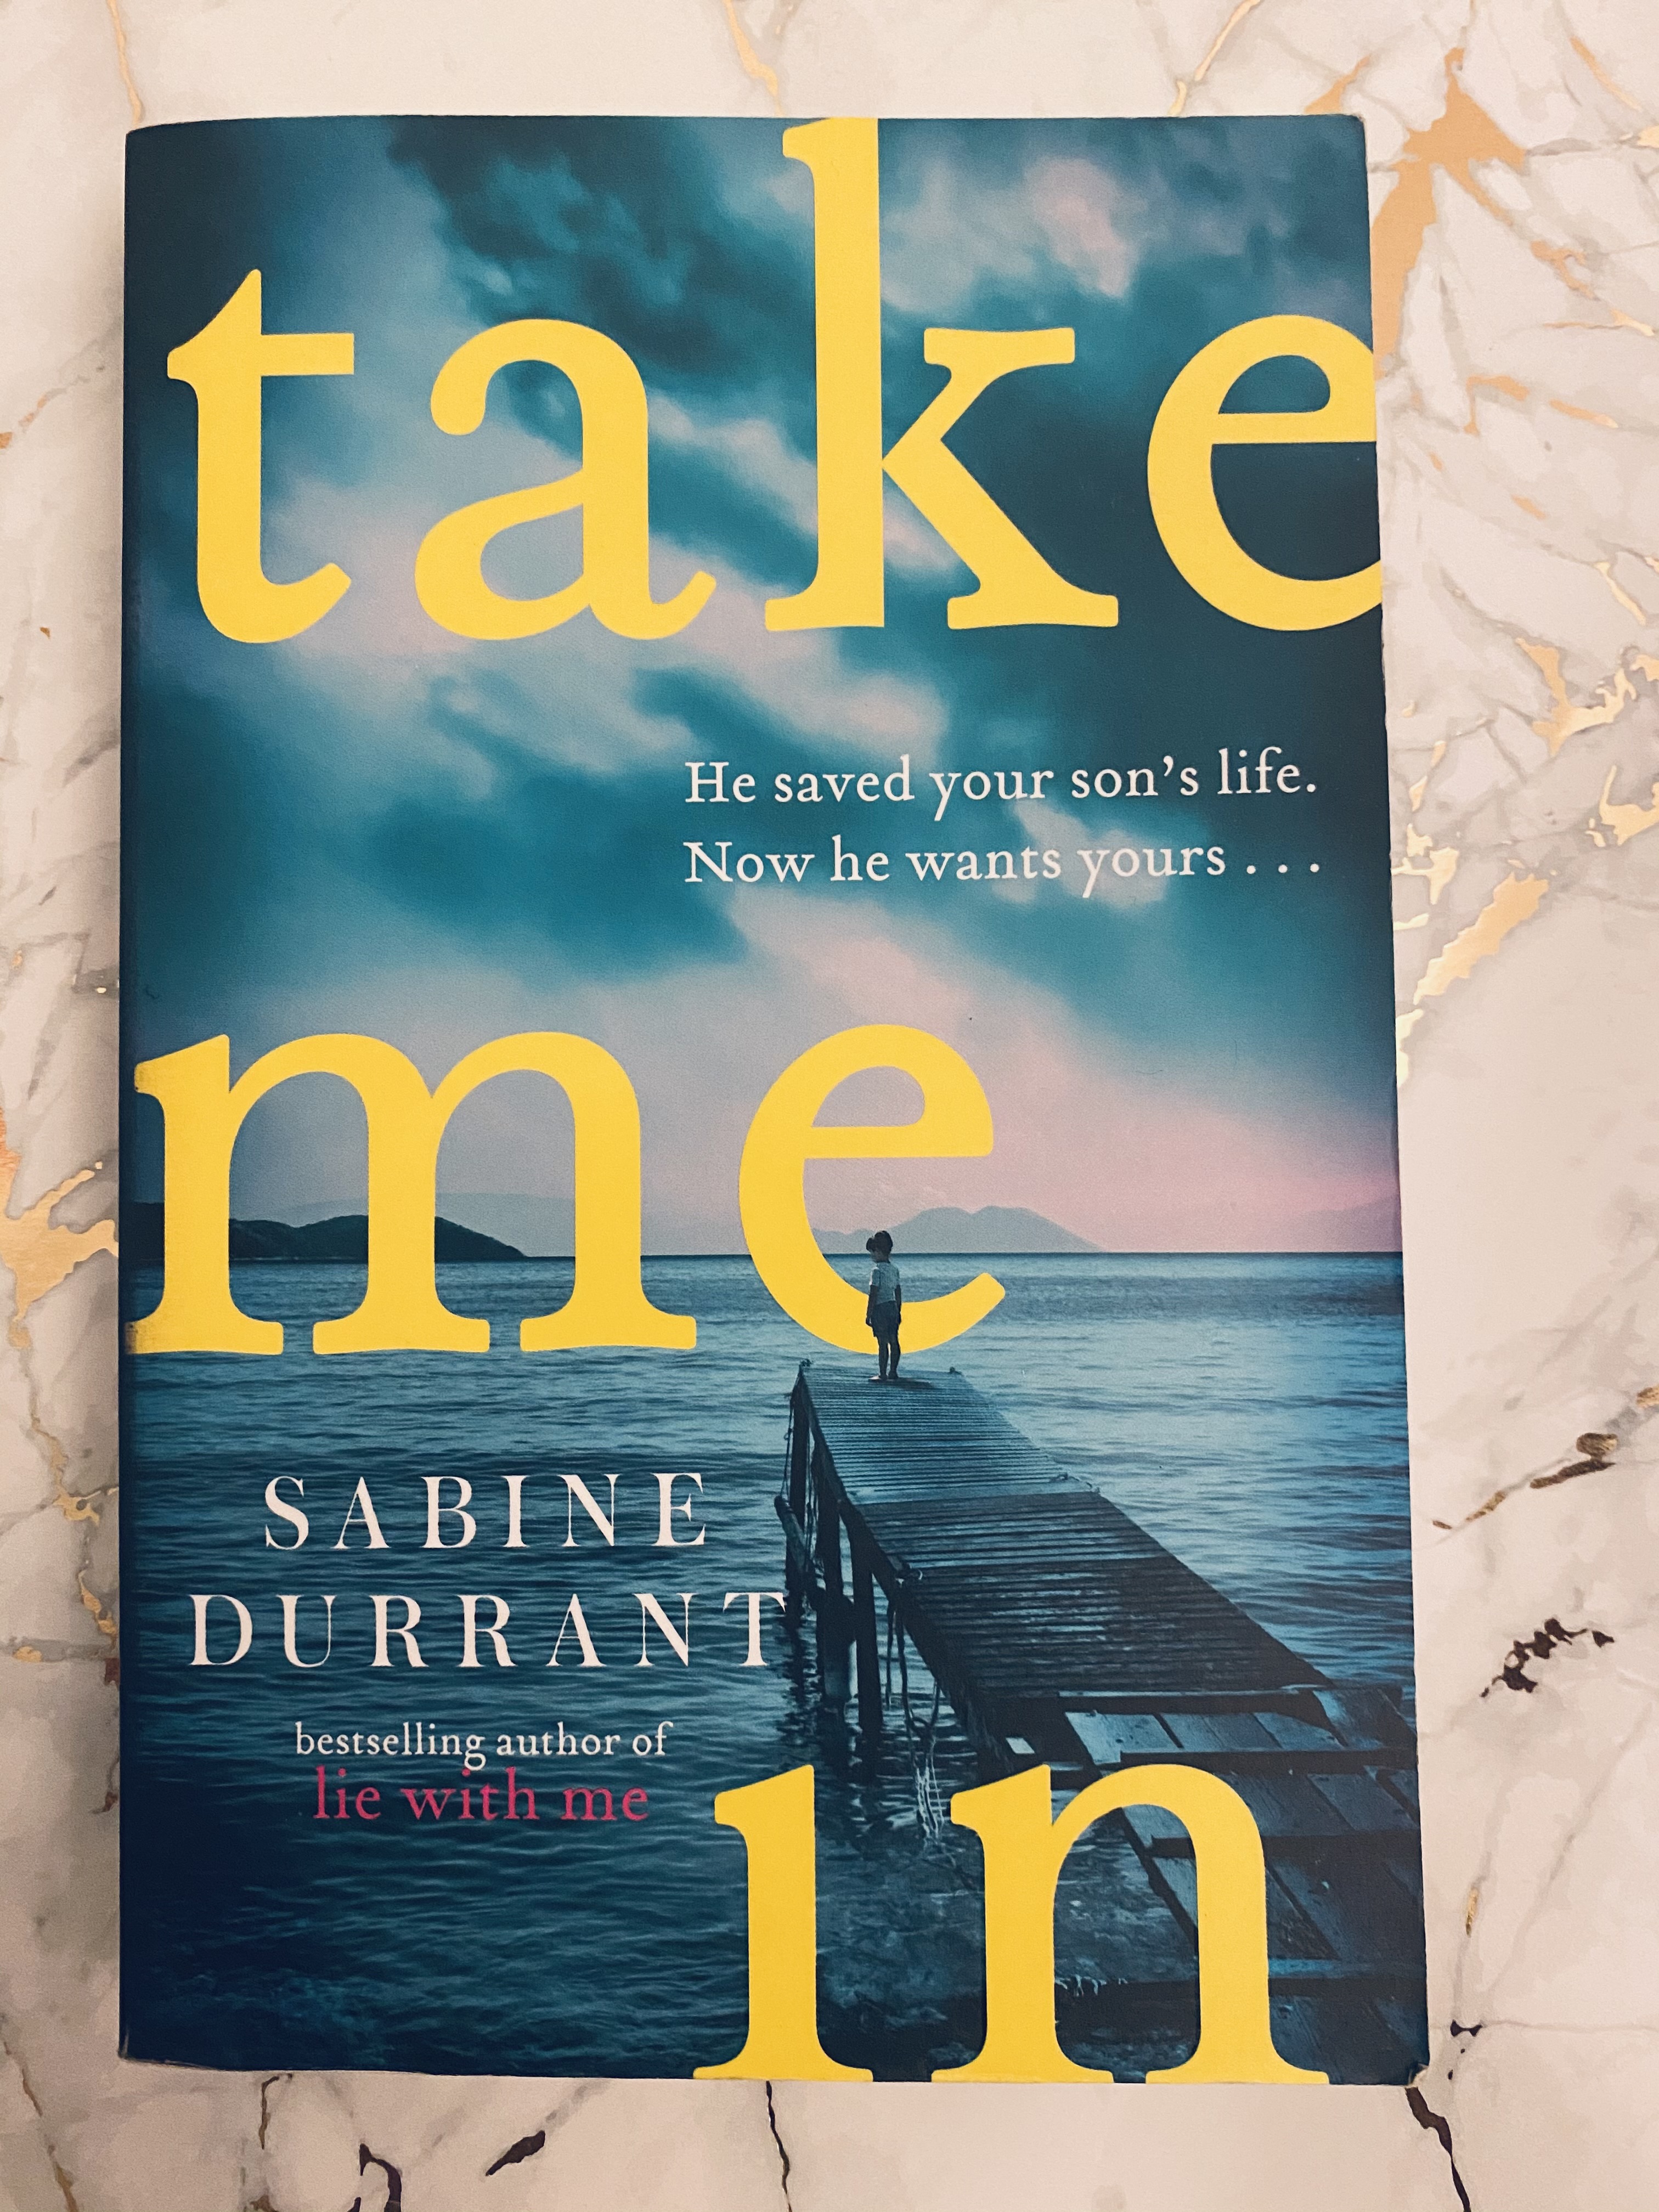 take
He saved your son's life.
Now he wants yours . . .
me
SABINE
DURRANT
bestselling author of
lie with me
in